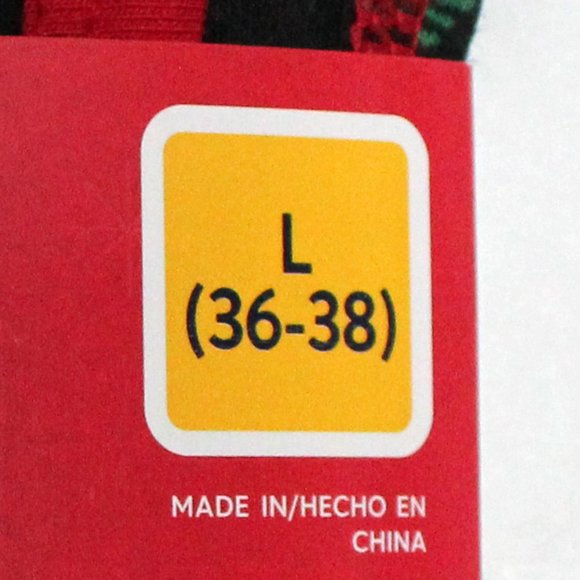 L
(36-38)
MADE IN/HECHO EN
CHINA